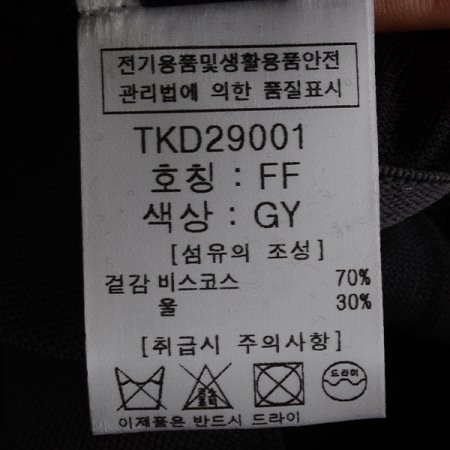 전기용품및생활용품안전
관리법에 의한 품질표시
TKD29001
호칭 : FF
색상 : GY
[섬유의 조성]
겉감 비스코스 70%
울 30%
[취급시 주의사항]
드라이
이제품은 반드시 드라이